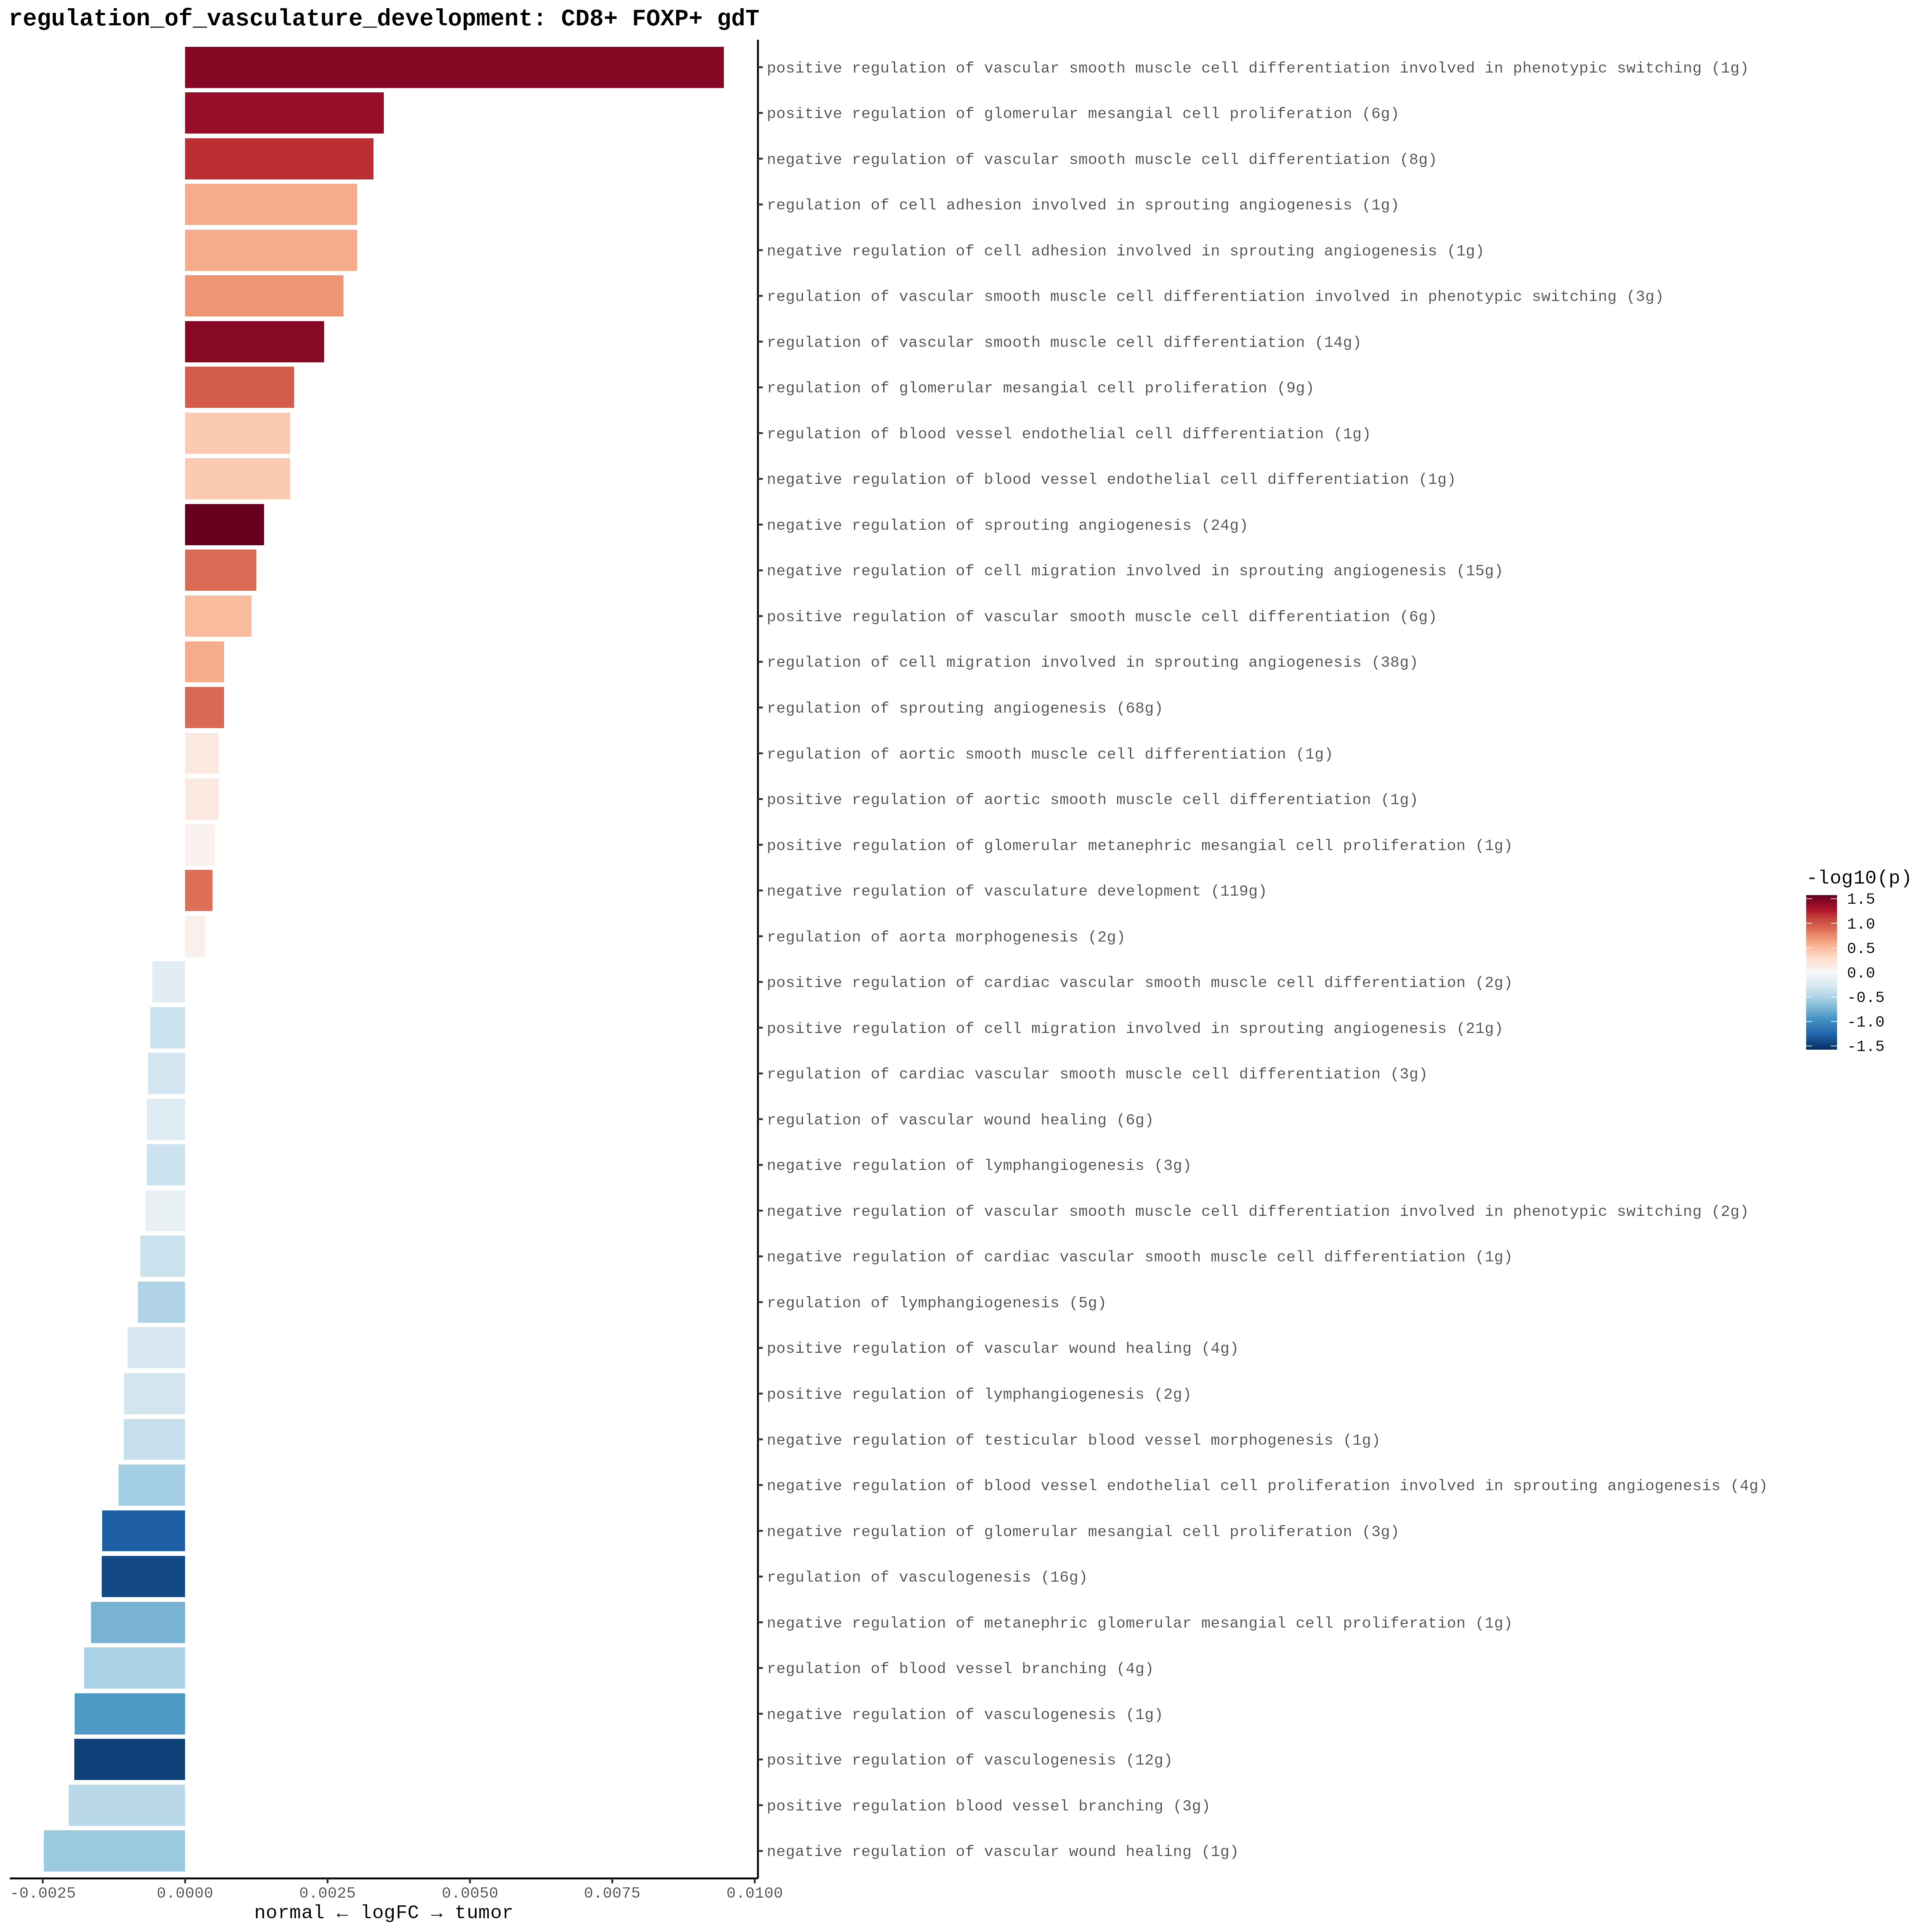 regulation_of_vasculature_development: CD8+ FOXP+ gdT
positive regulation of vascular smooth muscle cell differentiation involved in phenotypic switching (1g)
positive regulation of glomerular mesangial cell proliferation (6g)
negative regulation of vascular smooth muscle cell differentiation (8g)
regulation of cell adhesion involved in sprouting angiogenesis (1g)
negative regulation of cell adhesion involved in sprouting angiogenesis (1g)
regulation of vascular smooth muscle cell differentiation involved in phenotypic switching (3g)
regulation of vascular smooth muscle cell differentiation (14g)
regulation of glomerular mesangial cell proliferation (9g)
regulation of blood vessel endothelial cell differentiation (1g)
negative regulation of blood vessel endothelial cell differentiation (1g)
negative regulation of sprouting angiogenesis (24g)
negative regulation of cell migration involved in sprouting angiogenesis (15g)
positive regulation of vascular smooth muscle cell differentiation (6g)
regulation of cell migration involved in sprouting angiogenesis (38g)
regulation of sprouting angiogenesis (68g)
regulation of aortic smooth muscle cell differentiation (1g)
positive regulation of aortic smooth muscle cell differentiation (1g)
positive regulation of glomerular metanephric mesangial cell proliferation (1g)
negative regulation of vasculature development (119g)
regulation of aorta morphogenesis (2g)
positive regulation of cardiac vascular smooth muscle cell differentiation (2g)
positive regulation of cell migration involved in sprouting angiogenesis (21g)
regulation of cardiac vascular smooth muscle cell differentiation (3g)
regulation of vascular wound healing (6g)
negative regulation of lymphangiogenesis (3g)
negative regulation of vascular smooth muscle cell differentiation involved in phenotypic switching (2g)
negative regulation of cardiac vascular smooth muscle cell differentiation (1g)
regulation of lymphangiogenesis (5g)
positive regulation of vascular wound healing (4g)
positive regulation of lymphangiogenesis (2g)
negative regulation of testicular blood vessel morphogenesis (1g)
negative regulation of blood vessel endothelial cell proliferation involved in sprouting angiogenesis (4g)
negative regulation of glomerular mesangial cell proliferation (3g)
regulation of vasculogenesis (16g)
negative regulation of metanephric glomerular mesangial cell proliferation (1g)
regulation of blood vessel branching (4g)
negative regulation of vasculogenesis (1g)
positive regulation of vasculogenesis (12g)
positive regulation blood vessel branching (3g)
negative regulation of vascular wound healing (1g)
-0.0025 0.0000 0.0025 0.0050 0.0075 0.0100
normal ← logFC → tumor
-log10(p)
1.5
1.0
0.5
0.0
-0.5
-1.0
-1.5